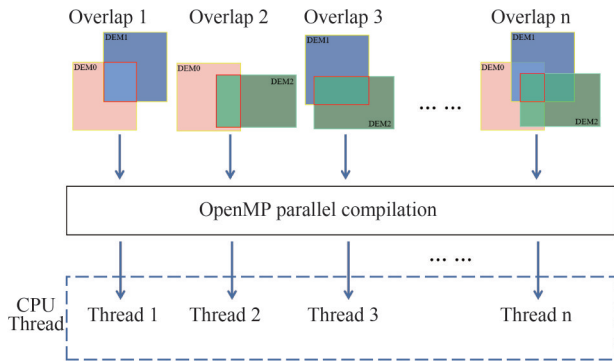 Overlap 1 Overlap 2 Overlap 3 Overlap n
DEM1 DEM1 DEM1
DEM0 DEM0 DEM0
DEM2 DEM2 DEM2
... ...
OpenMP parallel compilation
... ...
CPU
Thread
Thread 1 Thread 2 Thread 3 Thread n